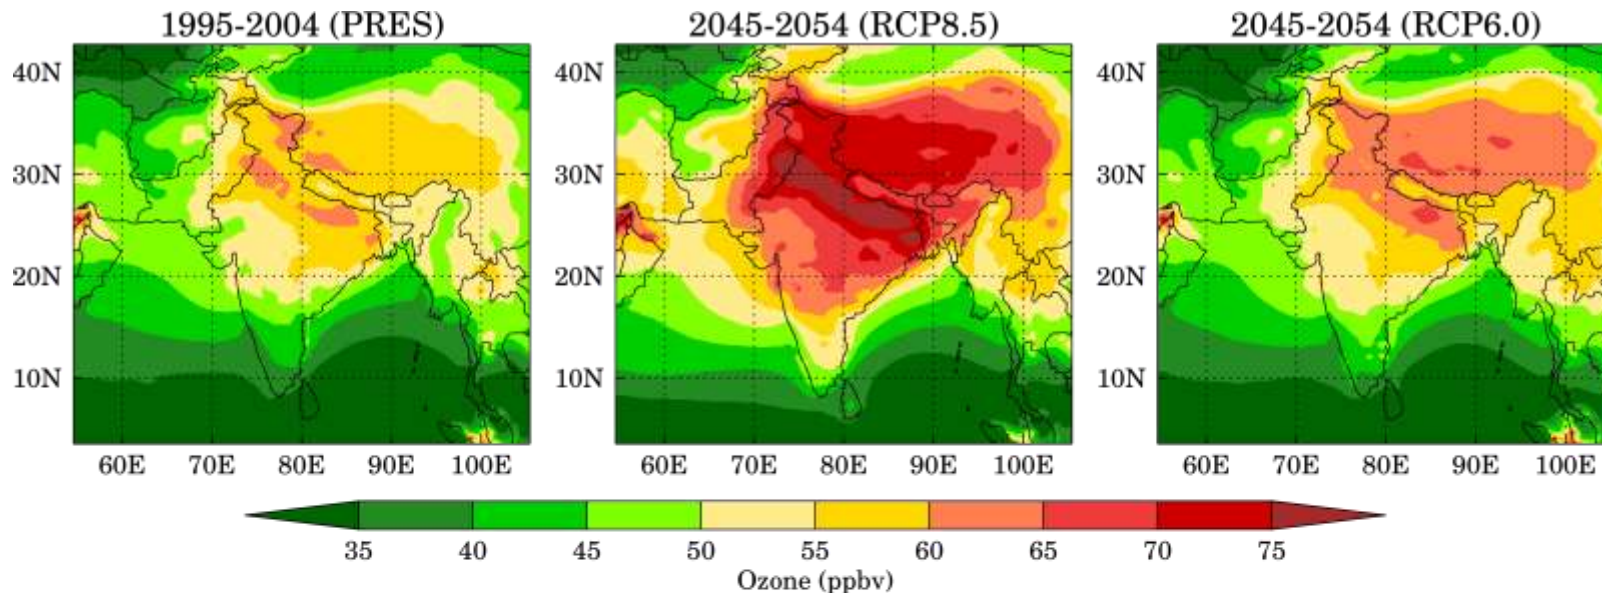 1995-2004 (PRES)
2045-2054 (RCP8.5)
2045-2054 (RCP6.0)
40N
30N
20N
10N
60E 70E 80E 90E 100E
40N
30N
20N
10N
60E 70E 80E 90E 100E
40N
30N
20N
10N
60E 70E 80E 90E 100E
35 40 45 50 55 60 65 70 75
Ozone (ppbv)